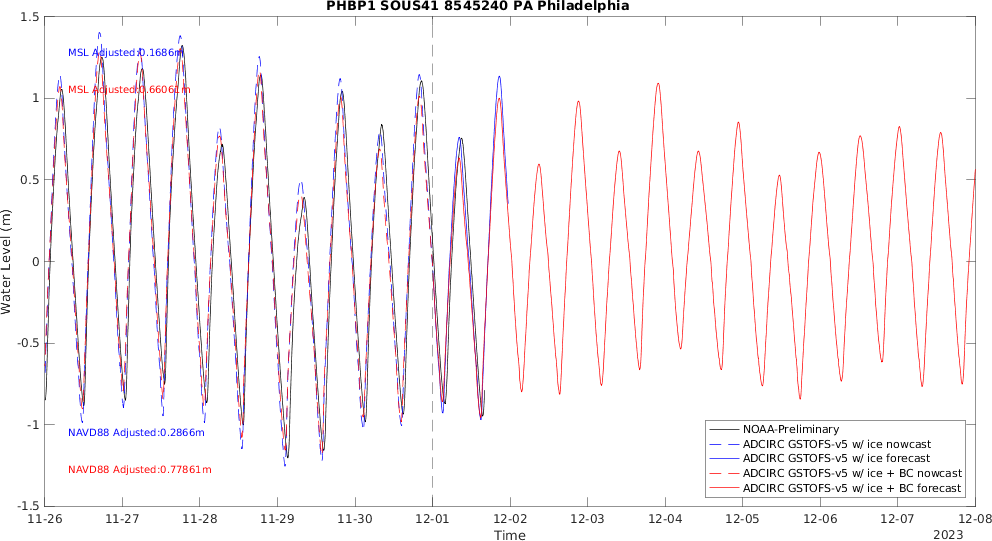 PHBP1 SOUS41 8545240 PA Philadelphia
1.5
1
0.5
0
-0.5
-1
-1.5
Water Level (m)
MSL Adjusted:0.1686m
MSL Adjusted:0.66061m
NAVD88 Adjusted:0.2866m
NAVD88 Adjusted:0.77861m
NOAA-Preliminary
ADCIRC GSTOFS-v5 w/ ice nowcast
ADCIRC GSTOFS-v5 w/ ice forecast
ADCIRC GSTOFS-v5 w/ ice + BC nowcast
ADCIRC GSTOFS-v5 w/ ice + BC forecast
11-26 11-27 11-28 11-29 11-30 12-01 12-02 12-03 12-04 12-05 12-06 12-07 12-08
Time
2023